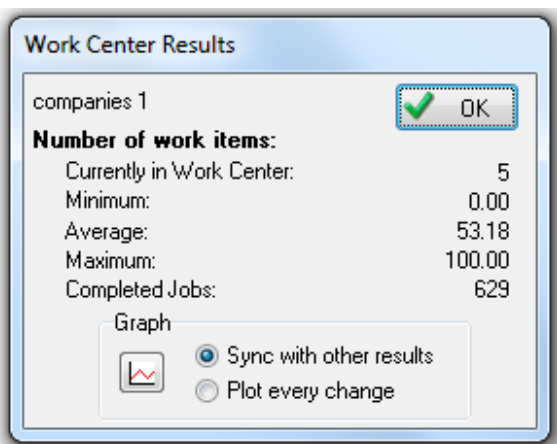 Work Center Results
companies 1
OK
Number of work items:
Currently in Work Center: 5
Minimum: 0.00
Average: 53.18
Maximum: 100.00
Completed Jobs: 629
Graph
Sync with other results
Plot every change